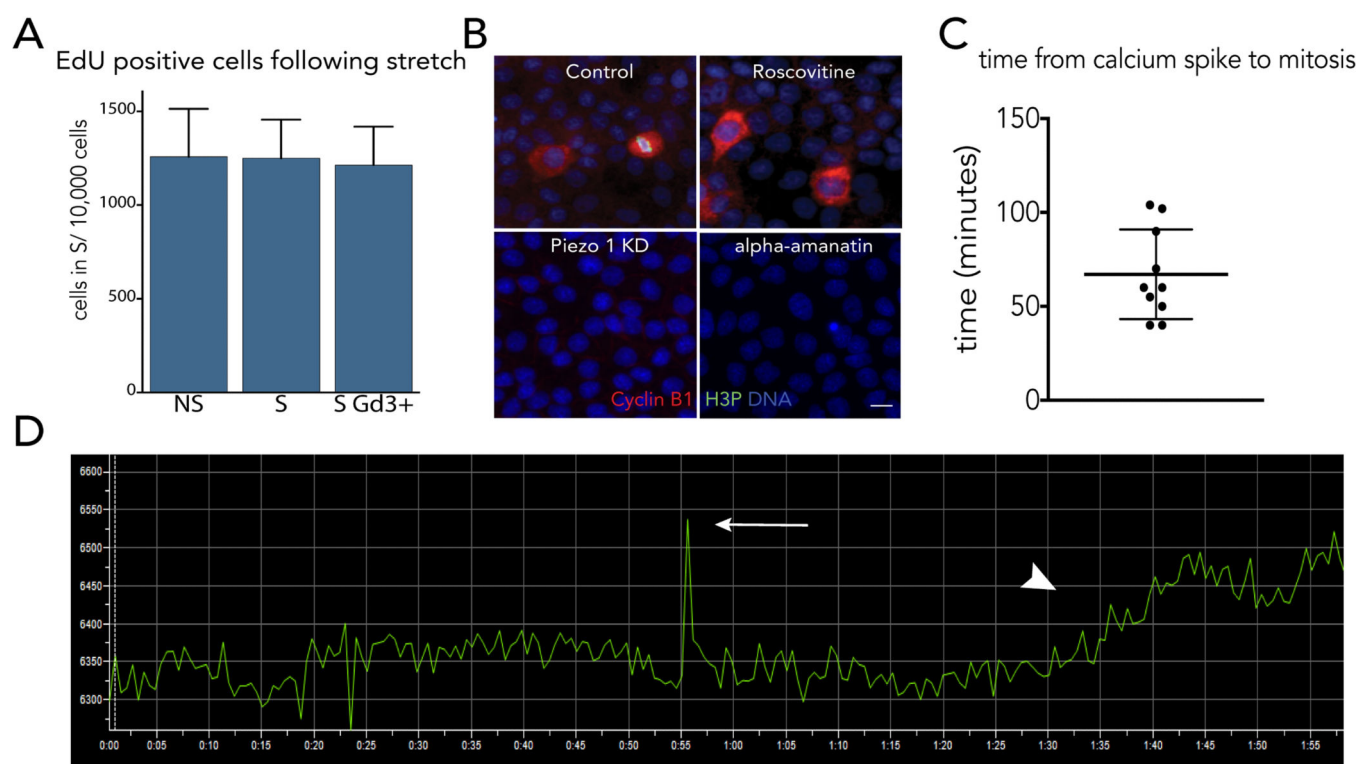 A
EdU positive cells following stretch
cells in S/ 10,000 cells
1500
1000
500
0
NS S S Gd3+
B
Control Roscovitine
Piezo 1 KD alpha-amanatin
Cyclin B1 H3P DNA
C
time from calcium spike to mitosis
time (minutes)
150
100
50
0
D
6600
6550
6500
6450
6400
6350
6300
0:00 0:05 0:10 0:15 0:20 0:25 0:30 0:35 0:40 0:45 0:50 0:55 1:00 1:05 1:10 1:15 1:20 1:25 1:30 1:35 1:40 1:45 1:50 1:55